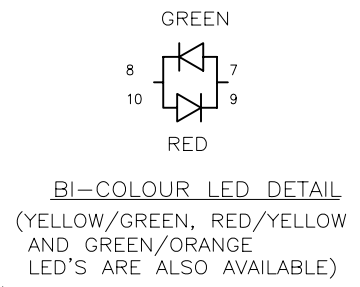 GREEN
8 7
10 9
RED
BI-COLOUR LED DETAIL
(YELLOW/GREEN, RED/YELLOW
AND GREEN/ORANGE
LED'S ARE ALSO AVAILABLE)